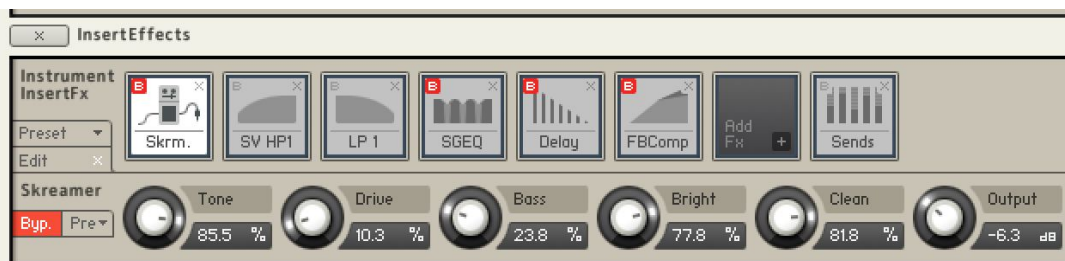 × InsertEffects
Instrument
InsertFx
Preset
Edit ×
B × Skrm.
B × SV HP1
B × LP 1
B × SGEQ
B × Delay
B × FBComp
Add
Fx +
B × Sends
Skreamer
Byp. Pre
Tone
85.5 %
Drive
10.3 %
Bass
23.8 %
Bright
77.8 %
Clean
81.8 %
Output
-6.3 dB